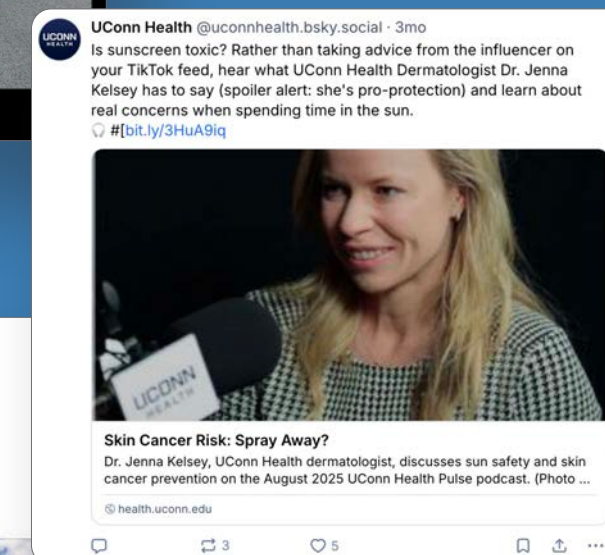 UConn Health @uconnhealth.bsky.social · 3mo
Is sunscreen toxic? Rather than taking advice from the influencer on
your TikTok feed, hear what UConn Health Dermatologist Dr. Jenna
Kelsey has to say (spoiler alert: she's pro-protection) and learn about
real concerns when spending time in the sun.
🎧 #[bit.ly/3HuA9iq
UCONN
HEALTH
UCONN
HEALTH
Skin Cancer Risk: Spray Away?
Dr. Jenna Kelsey, UConn Health dermatologist, discusses sun safety and skin
cancer prevention on the August 2025 UConn Health Pulse podcast. (Photo ...
health.uconn.edu
3
5